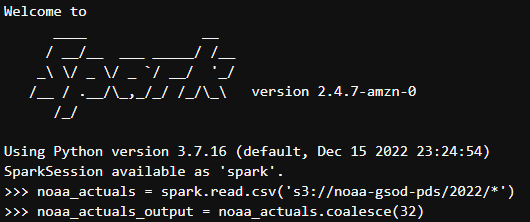 Welcome to
      ____              __
     / __/__  ___ _____/ /__
    _\ \/ _ \/ _ `/ __/  '_/
   /__ / .__/\_,_/_/ /_/\_\   version 2.4.7-amzn-0
      /_/
Using Python version 3.7.16 (default, Dec 15 2022 23:24:54)
SparkSession available as 'spark'.
>>> noaa_actuals = spark.read.csv('s3://noaa-gsod-pds/2022/*')
>>> noaa_actuals_output = noaa_actuals.coalesce(32)